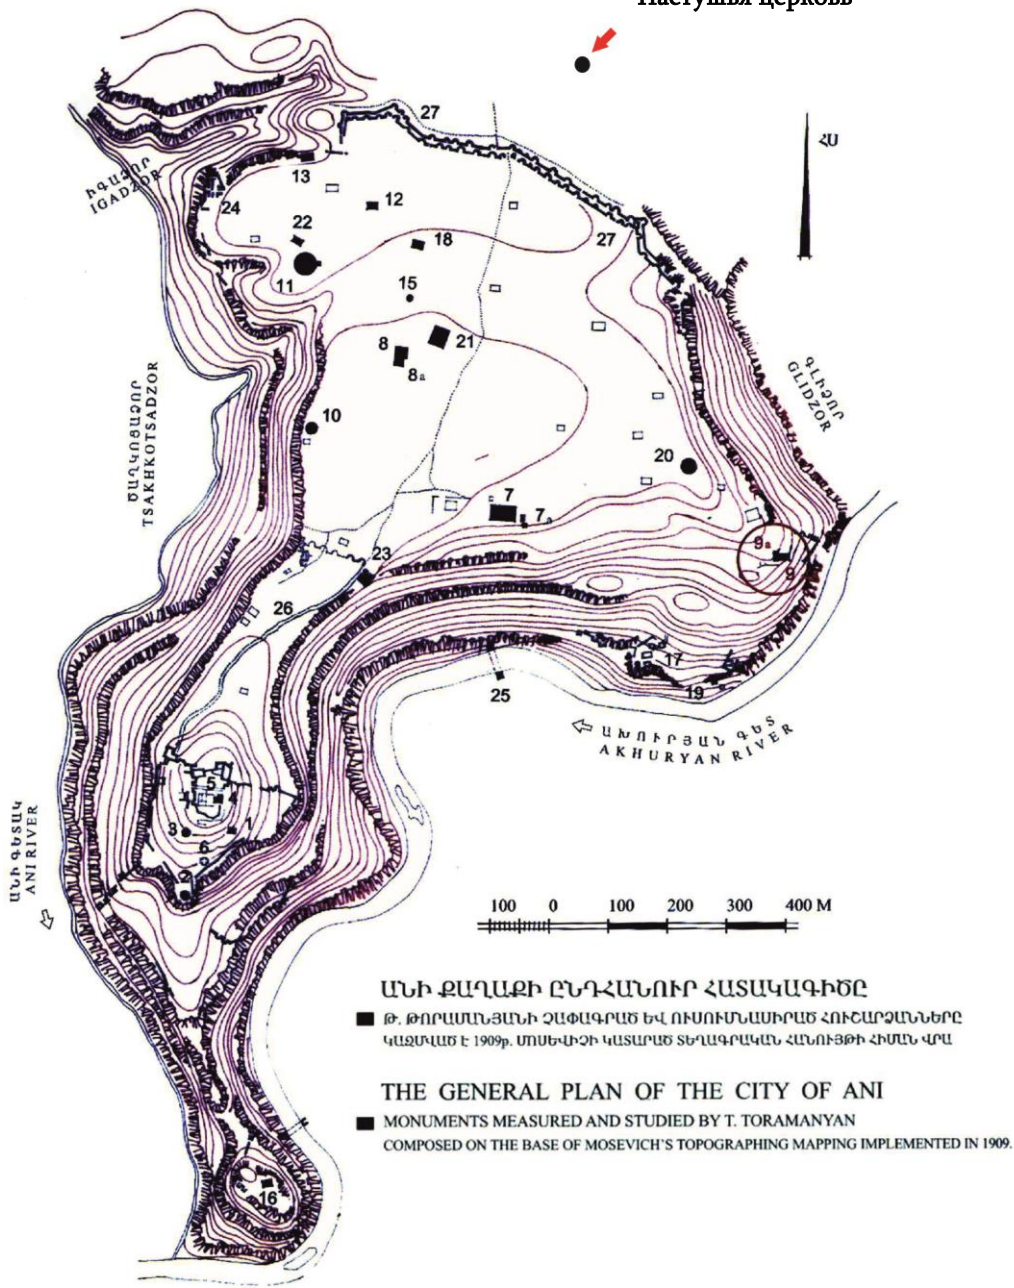 Пастушья церковь
27
ՀՍ
ԻԳԱՁՈՐ
IGADZOR
13
24
12
22
18
27
11
15
21
8
8a
ԾԱՂԿՈՑԱՁՈՐ
TSAKHKOTSADZOR
ԳԼԻՁՈՐ
GLIDZOR
10
20
7
7a
23
9a
9
26
17
25
19
ԱԽՈՒՐՅԱՆ ԳԵՏ
AKHURYAN RIVER
5
4
3
1
6
2
ԱՆԻ ԳԵՏԱԿ
ANI RIVER
100 0 100 200 300 400 M
ԱՆԻ ՔԱՂԱՔԻ ԸՆԴՀԱՆՈՒՐ ՀԱՏԱԿԱԳԻԾԸ
Թ. ԹՈՐԱՄԱՆՅԱՆԻ ՉԱՓԱԳՐԱԾ ԵՎ ՈՒՍՈՒՄՆԱՍԻՐԱԾ ՀՈՒՇԱՐՁԱՆՆԵՐԸ
ԿԱԶՄՎԱԾ Է 1909թ. ՄՈՍԵՎԻՉԻ ԿԱՏԱՐԱԾ ՏԵՂԱԳՐԱԿԱՆ ՀԱՆՈՒՅԹԻ ՀԻՄԱՆ ՎՐԱ
THE GENERAL PLAN OF THE CITY OF ANI
MONUMENTS MEASURED AND STUDIED BY T. TORAMANYAN
COMPOSED ON THE BASE OF MOSEVICH'S TOPOGRAPHING MAPPING IMPLEMENTED IN 1909.
16